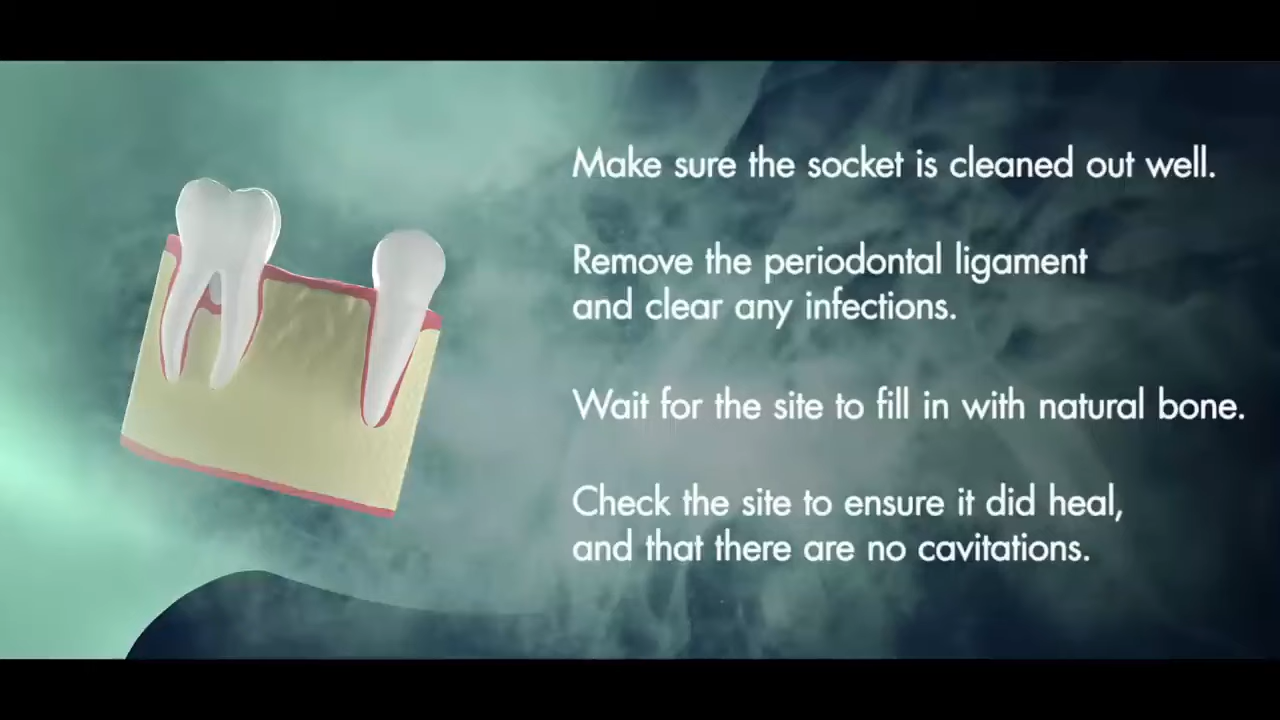 Make sure the socket is cleaned out well.
Remove the periodontal ligament
and clear any infections.
Wait for the site to fill in with natural bone.
Check the site to ensure it did heal,
and that there are no cavitations.